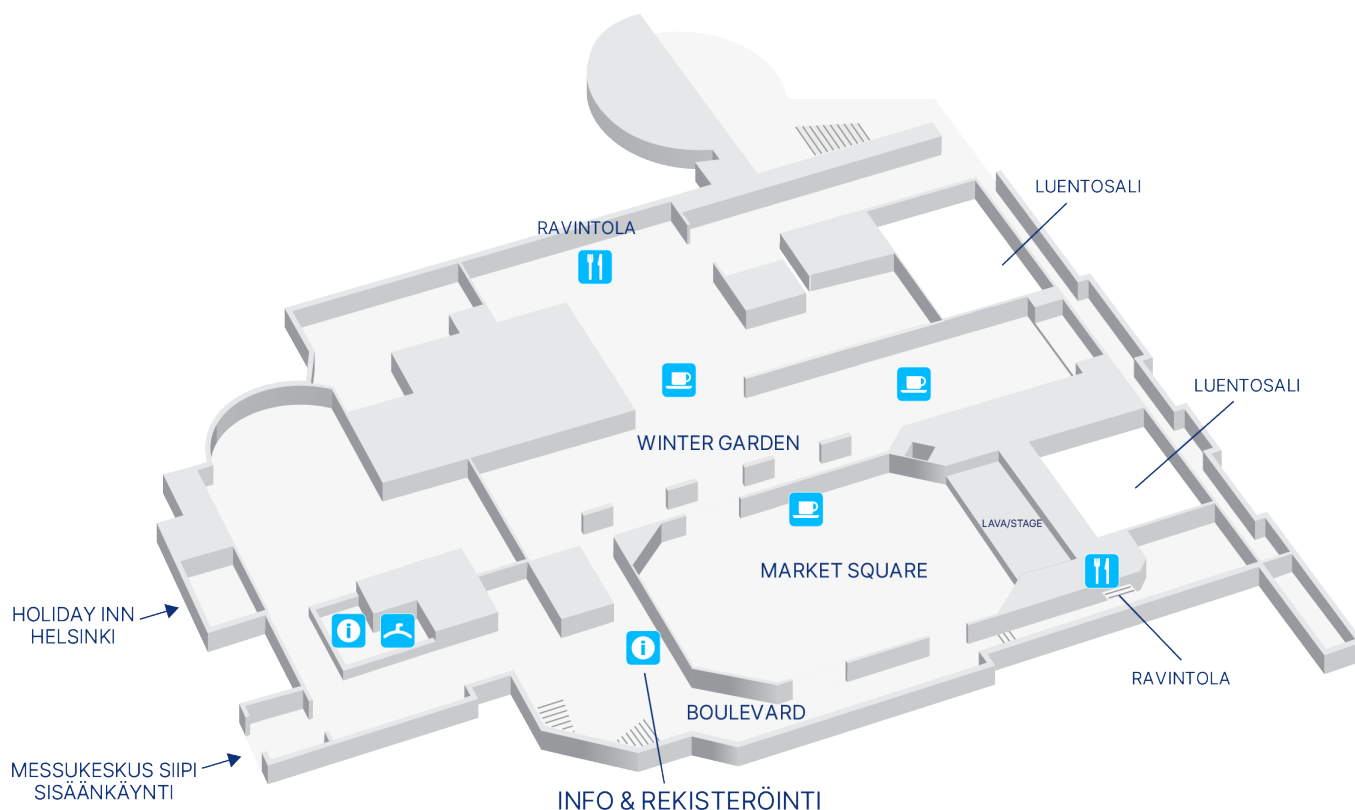 LUENTOSALI
RAVINTOLA
LUENTOSALI
WINTER GARDEN
LAVA/STAGE
MARKET SQUARE
HOLIDAY INN
HELSINKI
RAVINTOLA
BOULEVARD
MESSUKESKUS SIIPI
SISÄÄNKÄYNTI
INFO & REKISTERÖINTI